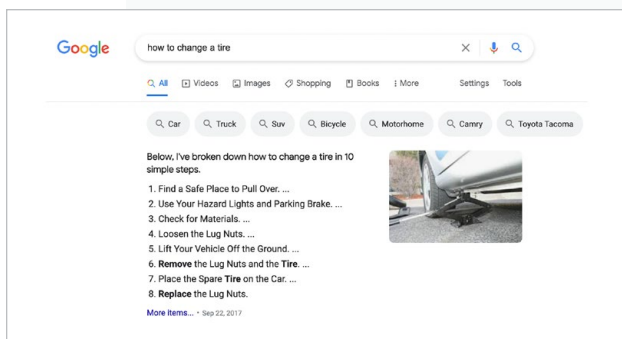 Google
how to change a tire
All Videos Images Shopping Books More Settings Tools
Car Truck Suv Bicycle Motorhome Camry Toyota Tacoma
Below, I've broken down how to change a tire in 10
simple steps.
1. Find a Safe Place to Pull Over. ...
2. Use Your Hazard Lights and Parking Brake. ...
3. Check for Materials. ...
4. Loosen the Lug Nuts. ...
5. Lift Your Vehicle Off the Ground. ...
6. Remove the Lug Nuts and the Tire. ...
7. Place the Spare Tire on the Car. ...
8. Replace the Lug Nuts.
More items... • Sep 22, 2017